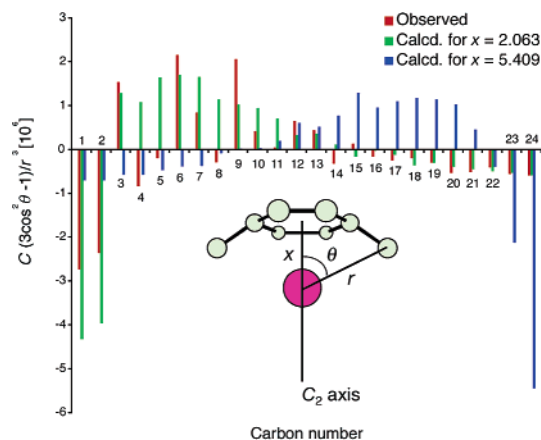 Observed
Calcd. for x = 2.063
Calcd. for x = 5.409
C (3cos² θ -1)/r ³ [10⁶]
3
2
1
0
-1
-2
-3
-4
-5
-6
1 2 3 4 5 6 7 8 9 10 11 12 13 14 15 16 17 18 19 20 21 22 23 24
x θ
r
C₂ axis
Carbon number